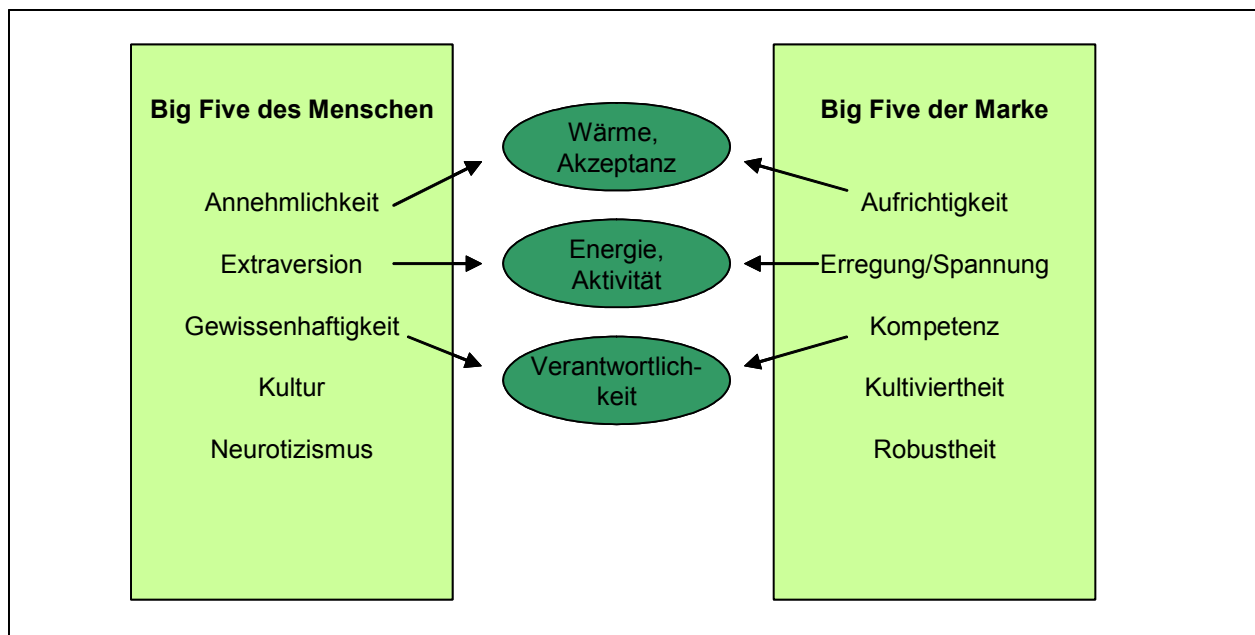 Big Five des Menschen
Annehmlichkeit
Extraversion
Gewissenhaftigkeit
Kultur
Neurotizismus
Wärme,
Akzeptanz
Energie,
Aktivität
Verantwortlich-
keit
Big Five der Marke
Aufrichtigkeit
Erregung/Spannung
Kompetenz
Kultiviertheit
Robustheit